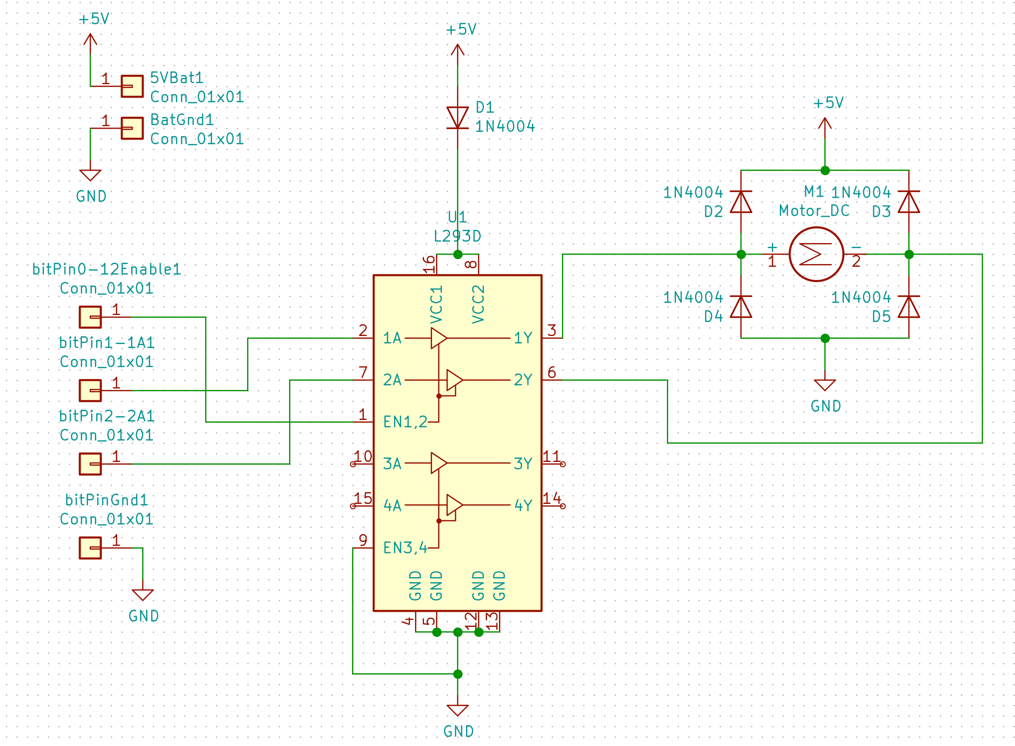 +5V
1
5VBat1
Conn_01x01
1
BatGnd1
Conn_01x01
GND
+5V
D1
1N4004
+5V
1N4004
D2
M1
Motor_DC
1N4004
D3
+
1
−
2
1N4004
D4
1N4004
D5
GND
U1
L293D
bitPin0-12Enable1
Conn_01x01
1
bitPin1-1A1
Conn_01x01
1
bitPin2-2A1
Conn_01x01
1
bitPinGnd1
Conn_01x01
1
GND
16
8
VCC1
VCC2
2
1A
1Y
3
7
2A
2Y
6
1
EN1,2
10
3A
3Y
11
15
4A
4Y
14
9
EN3,4
GND
GND
GND
GND
4
5
12
13
GND